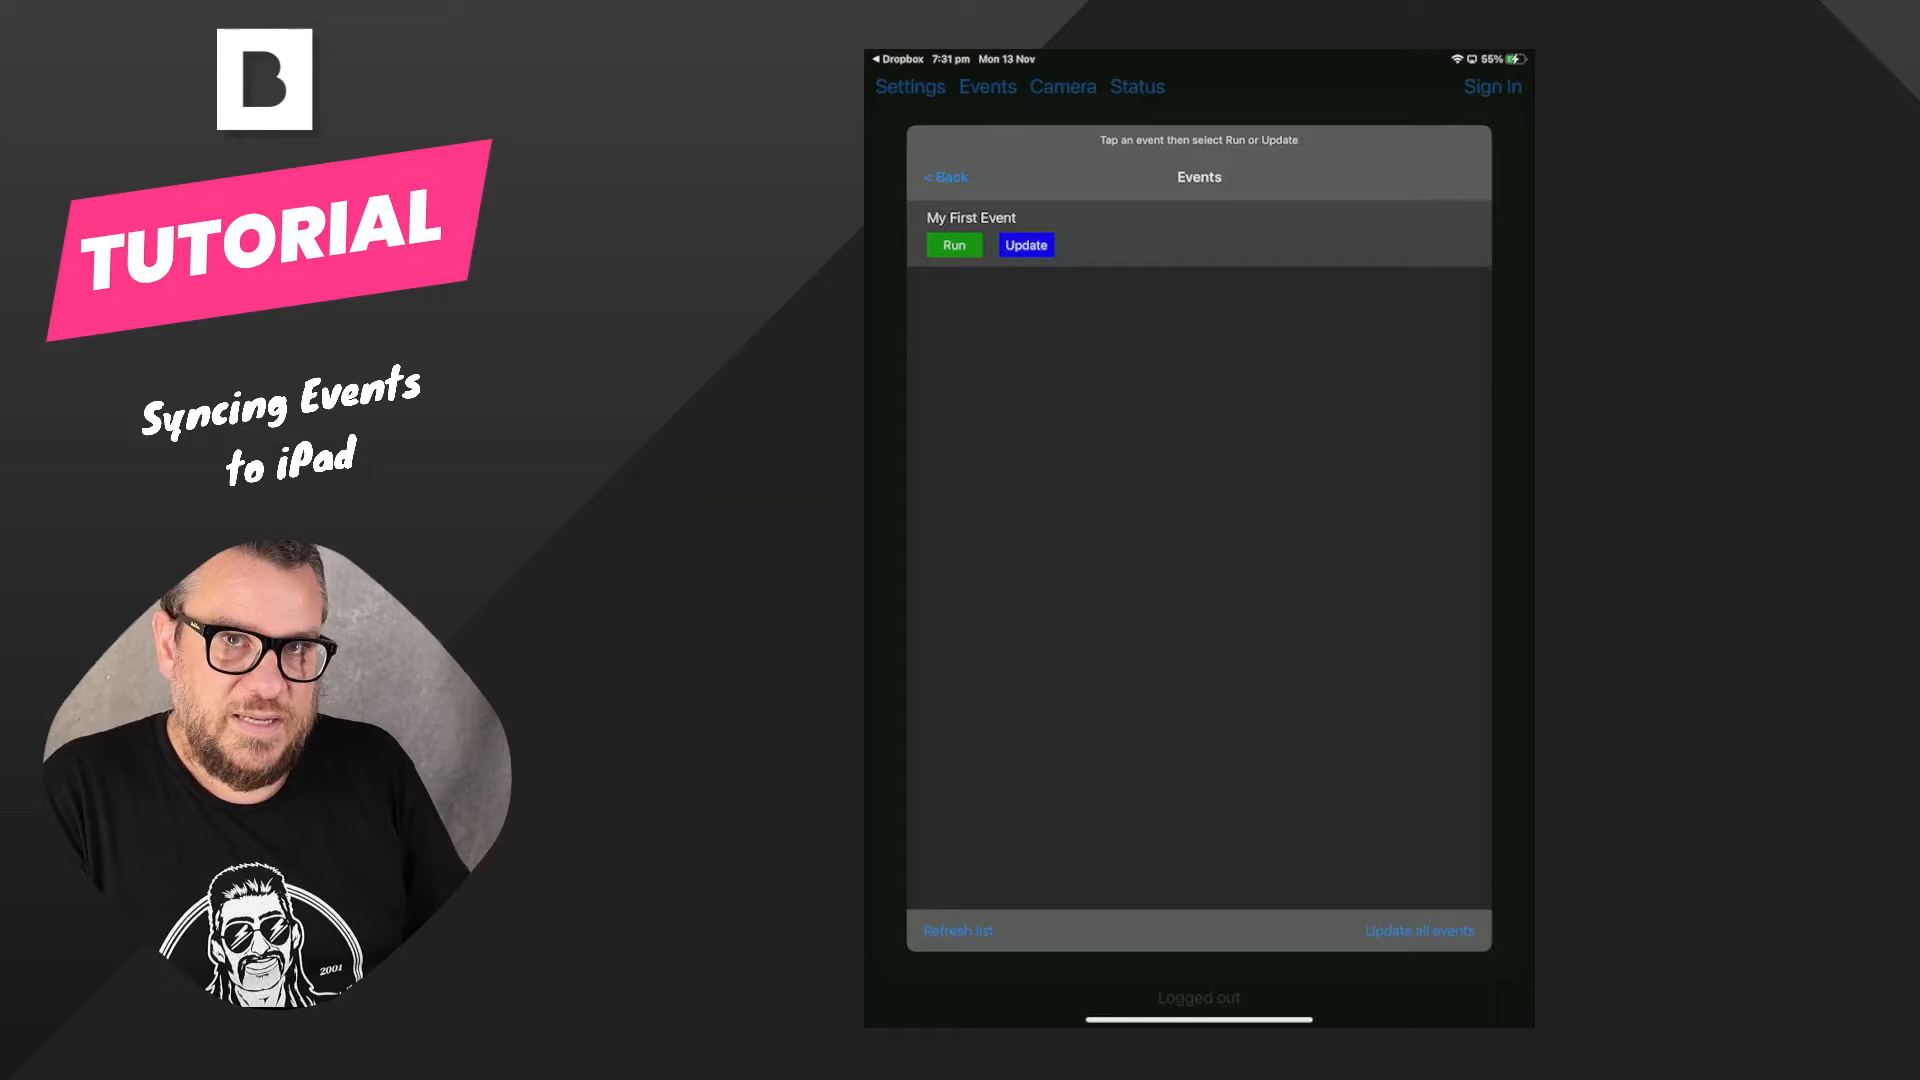 B
TUTORIAL
Syncing Events
to iPad
2001
Dropbox 7:31 pm Mon 13 Nov
55%
Settings Events Camera Status
Sign In
Tap an event then select Run or Update
< Back
Events
My First Event
Run
Update
Refresh list
Update all events
Logged out